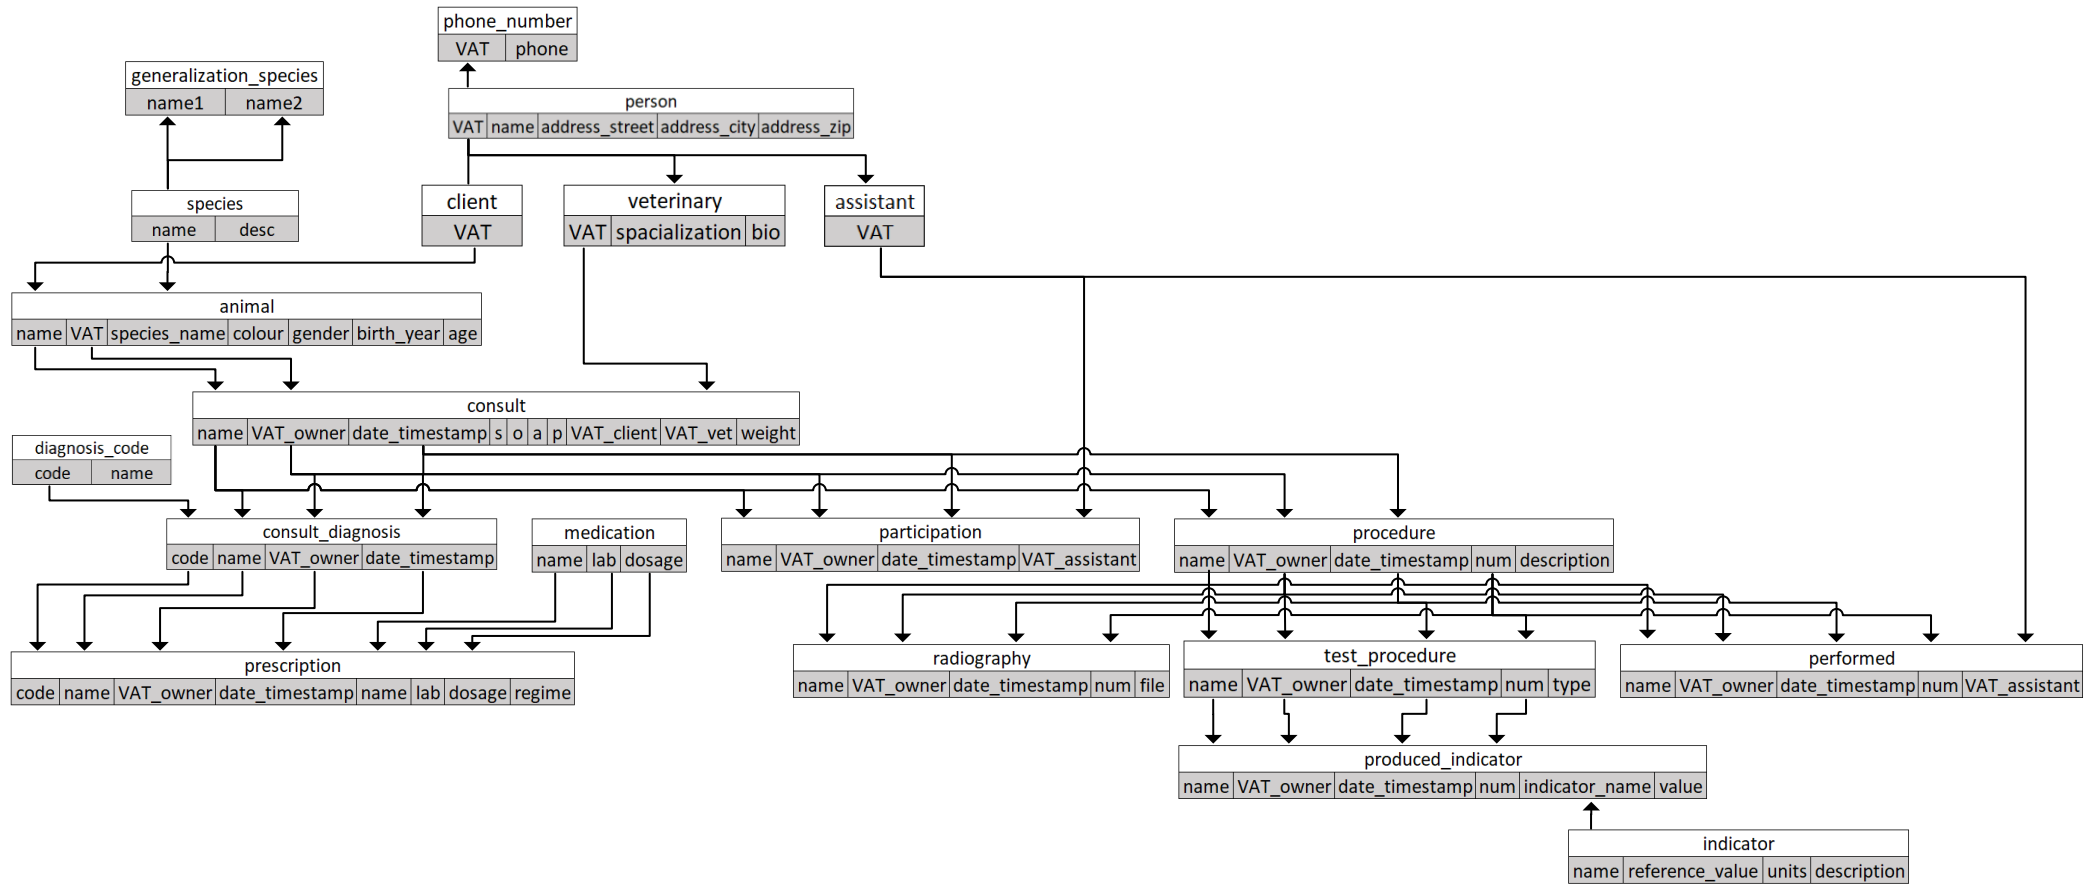 phone_number
VAT phone
generalization_species
name1 name2
person
VAT name address_street address_city address_zip
species
name desc
client
VAT
veterinary
VAT spacialization bio
assistant
VAT
animal
name VAT species_name colour gender birth_year age
consult
name VAT_owner date_timestamp s o a p VAT_client VAT_vet weight
diagnosis_code
code name
consult_diagnosis
code name VAT_owner date_timestamp
medication
name lab dosage
participation
name VAT_owner date_timestamp VAT_assistant
procedure
name VAT_owner date_timestamp num description
prescription
code name VAT_owner date_timestamp name lab dosage regime
radiography
name VAT_owner date_timestamp num file
test_procedure
name VAT_owner date_timestamp num type
performed
name VAT_owner date_timestamp num VAT_assistant
produced_indicator
name VAT_owner date_timestamp num indicator_name value
indicator
name reference_value units description